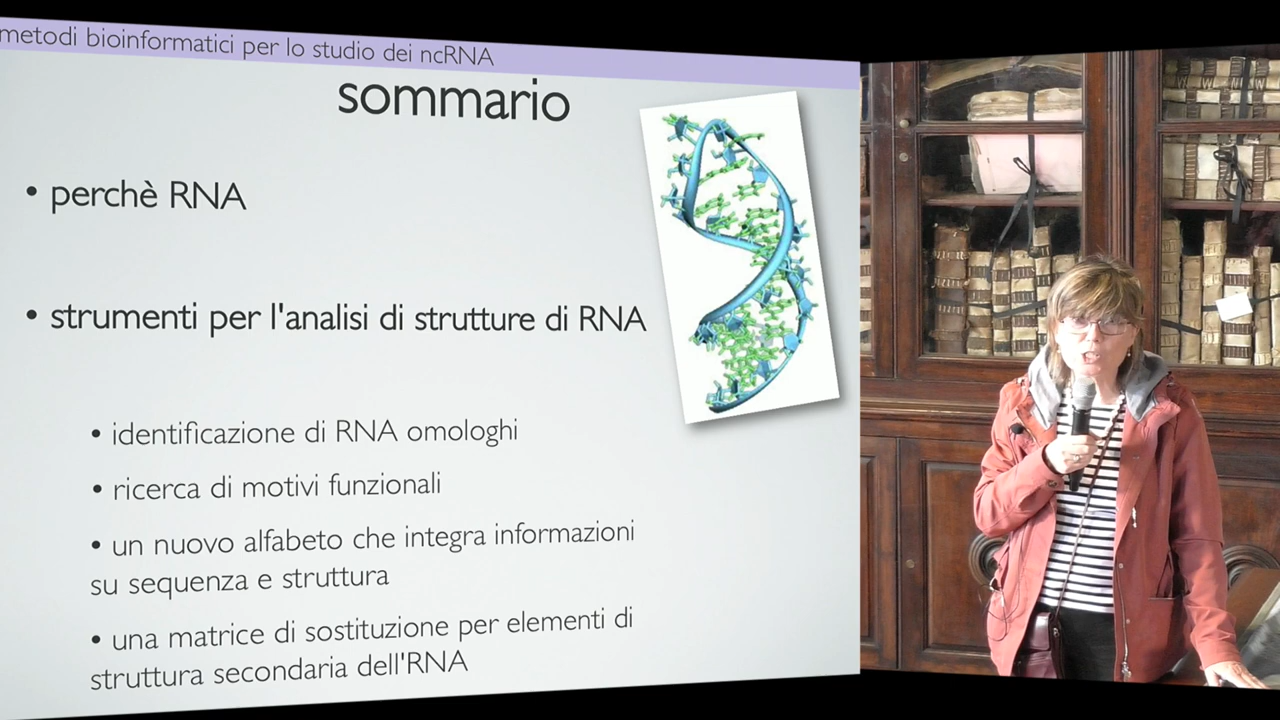 metodi bioinformatici per lo studio dei ncRNA
sommario
• perchè RNA
• strumenti per l'analisi di strutture di RNA
• identificazione di RNA omologhi
• ricerca di motivi funzionali
• un nuovo alfabeto che integra informazioni
su sequenza e struttura
• una matrice di sostituzione per elementi di
struttura secondaria dell'RNA